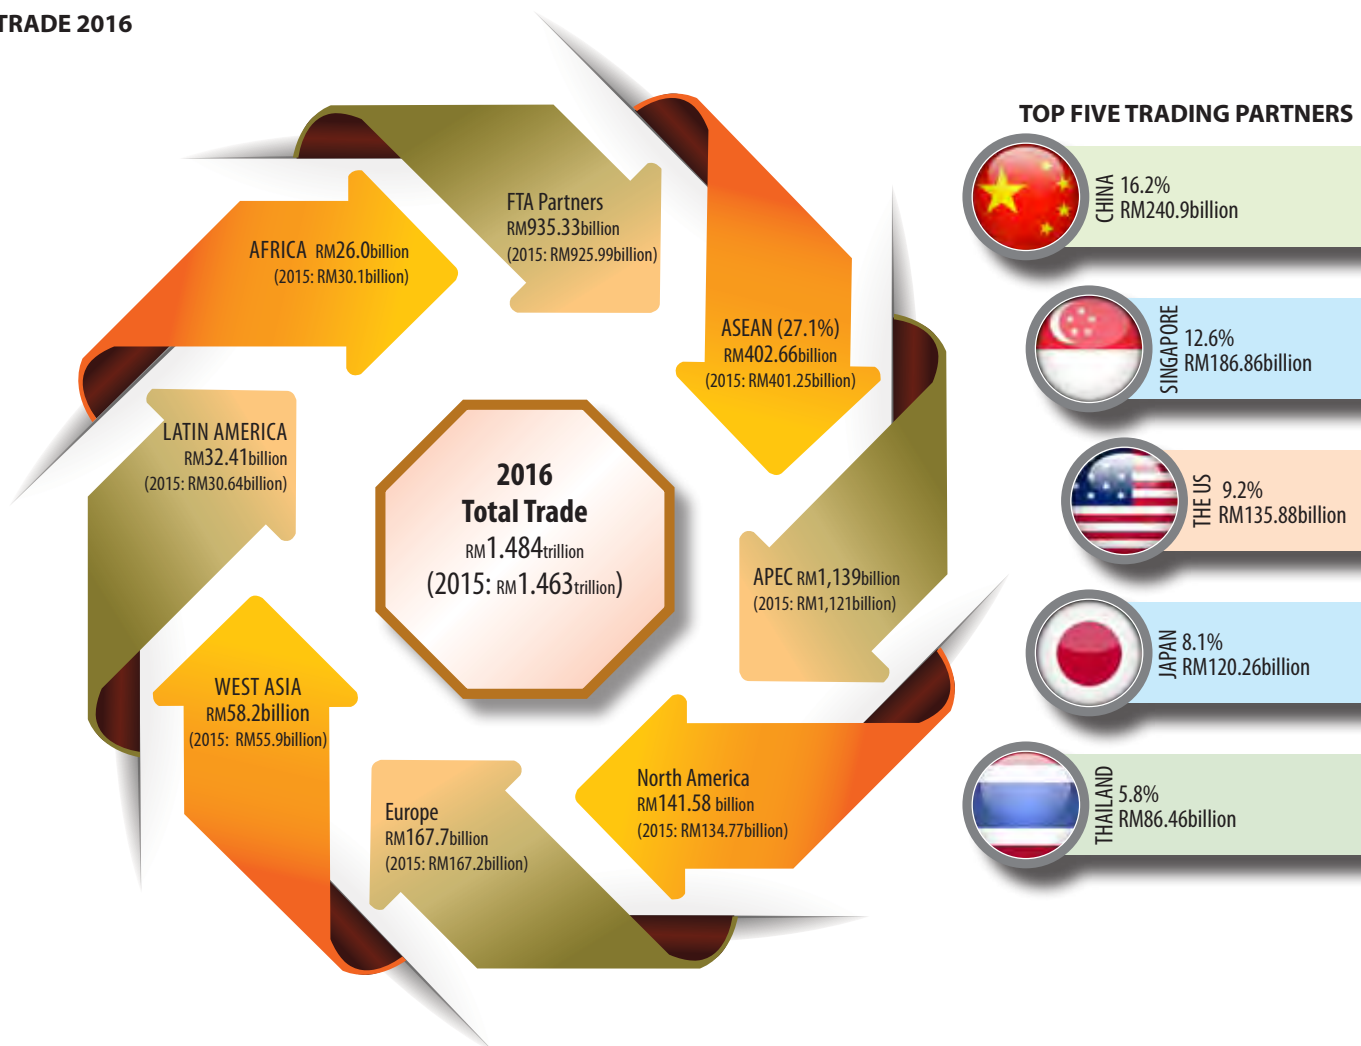 TRADE 2016
FTA Partners
RM935.33billion
(2015: RM925.99billion)
ASEAN (27.1%)
RM402.66billion
(2015: RM401.25billion)
APEC RM1,139billion
(2015: RM1,121billion)
North America
RM141.58 billion
(2015: RM134.77billion)
Europe
RM167.7billion
(2015: RM167.2billion)
WEST ASIA
RM58.2billion
(2015: RM55.9billion)
LATIN AMERICA
RM32.41billion
(2015: RM30.64billion)
AFRICA RM26.0billion
(2015: RM30.1billion)
2016
Total Trade
RM1.484trillion
(2015: RM1.463trillion)
TOP FIVE TRADING PARTNERS
CHINA
16.2%
RM240.9billion
SINGAPORE
12.6%
RM186.86billion
THE US
9.2%
RM135.88billion
JAPAN
8.1%
RM120.26billion
THAILAND
5.8%
RM86.46billion